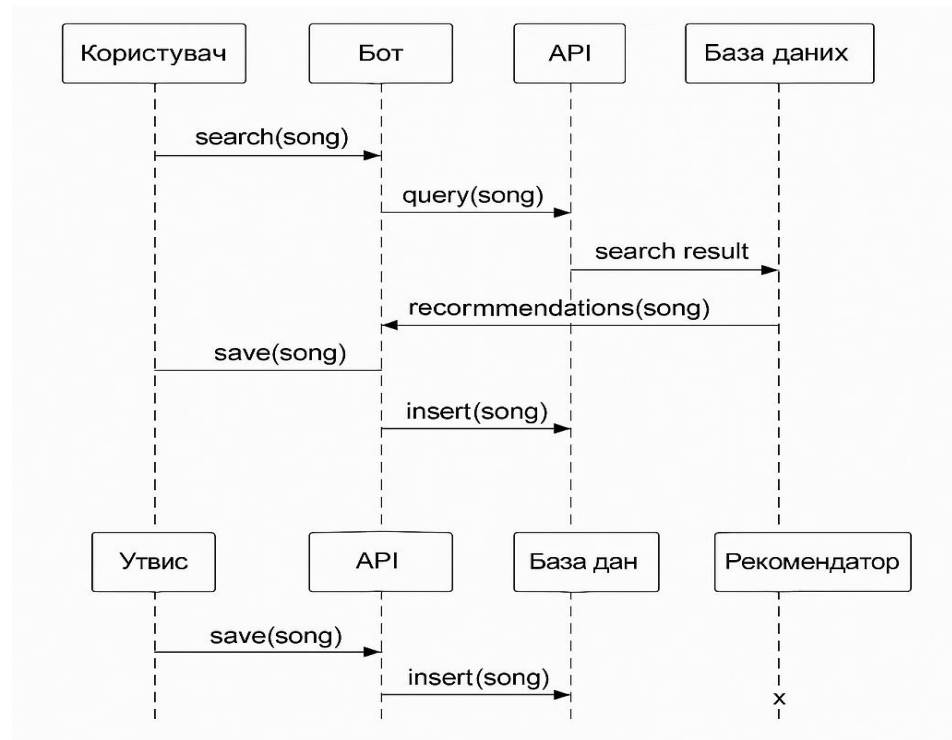 Користувач
Бот
API
База даних
search(song)
query(song)
search result
recormmendations(song)
save(song)
insert(song)
Утвис
API
База дан
Рекомендатор
save(song)
insert(song)
x